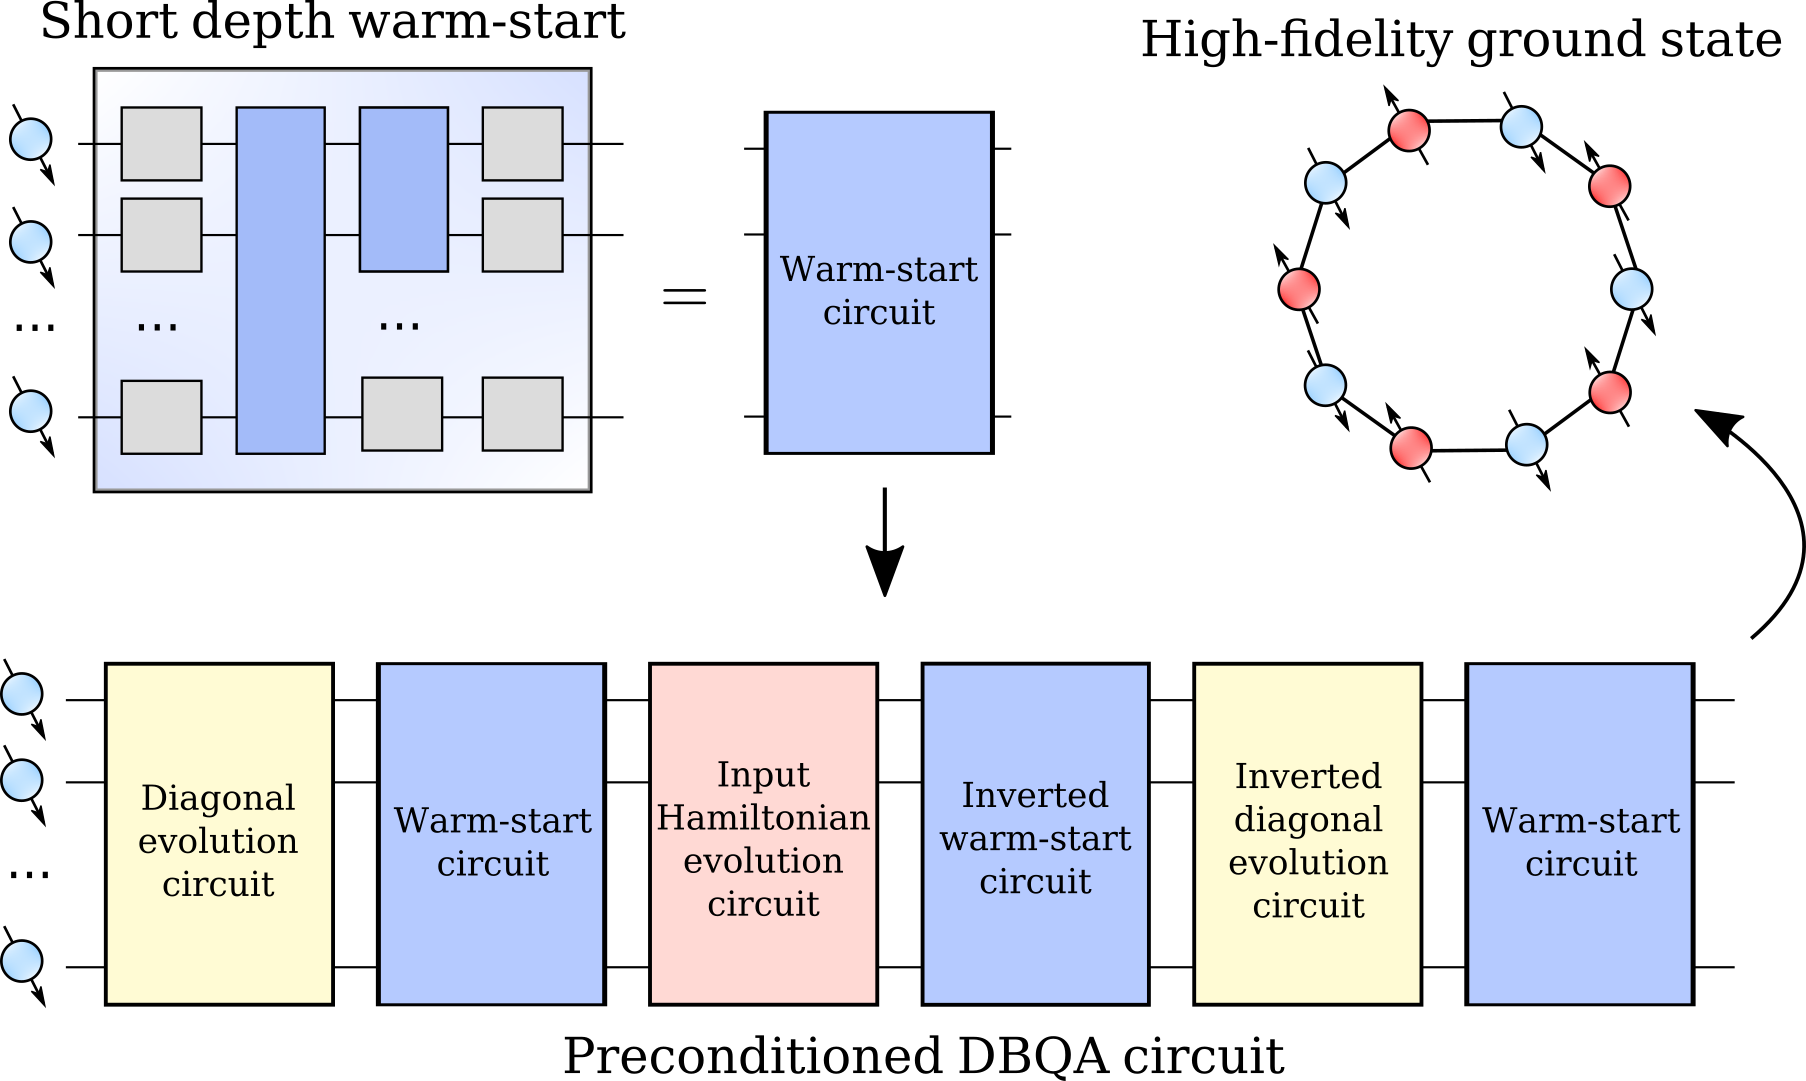 Short depth warm-start
High-fidelity ground state
...
...
...
=
Warm-start
circuit
Diagonal
evolution
circuit
Warm-start
circuit
Input
Hamiltonian
evolution
circuit
Inverted
warm-start
circuit
Inverted
diagonal
evolution
circuit
Warm-start
circuit
...
Preconditioned DBQA circuit